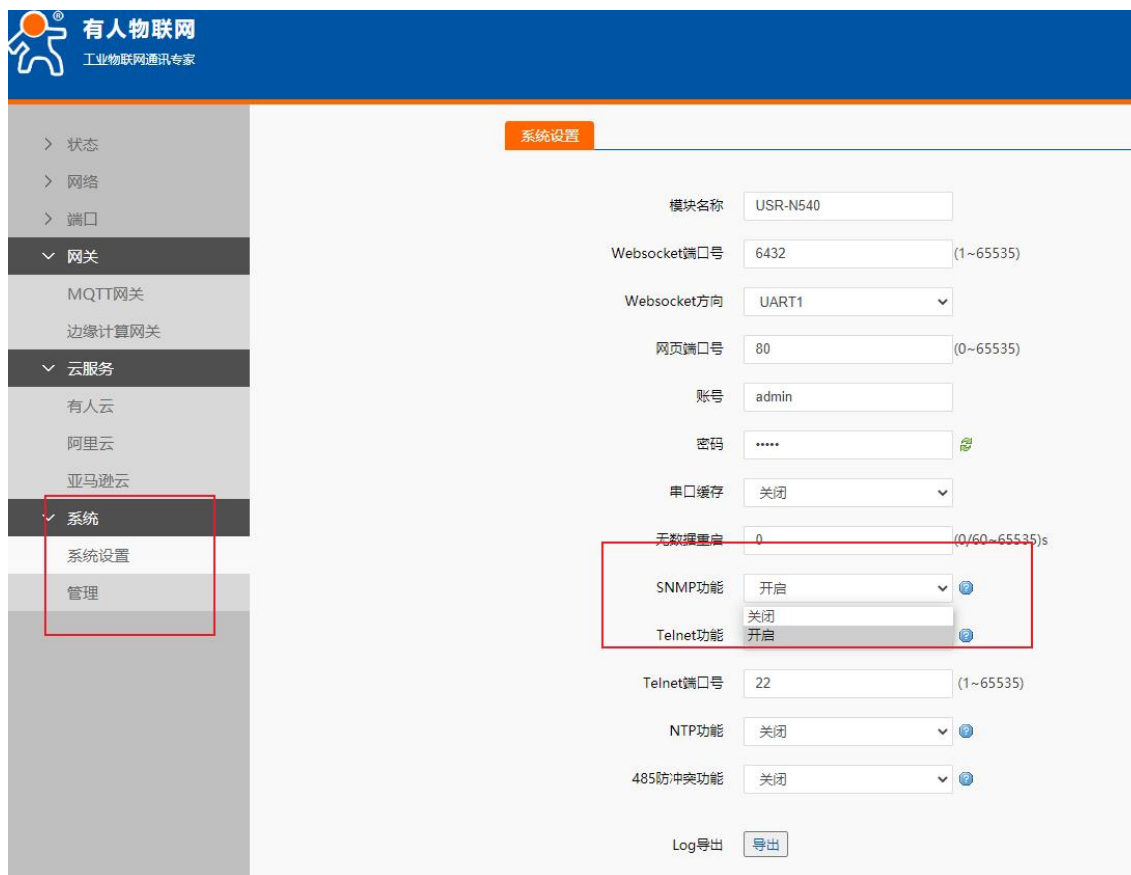 有人物联网
®
工业物联网通讯专家
状态
网络
端口
网关
MQTT网关
边缘计算网关
云服务
有人云
阿里云
亚马逊云
系统
系统设置
管理
系统设置
模块名称 USR-N540
Websocket端口号 6432 (1~65535)
Websocket方向 UART1
网页端口号 80 (0~65535)
账号 admin
密码 •••••
串口缓存 关闭
无数据重启 0 (0/60~65535)s
SNMP功能 开启
关闭
Telnet功能 开启
Telnet端口号 22 (1~65535)
NTP功能 关闭
485防冲突功能 关闭
Log导出 导出